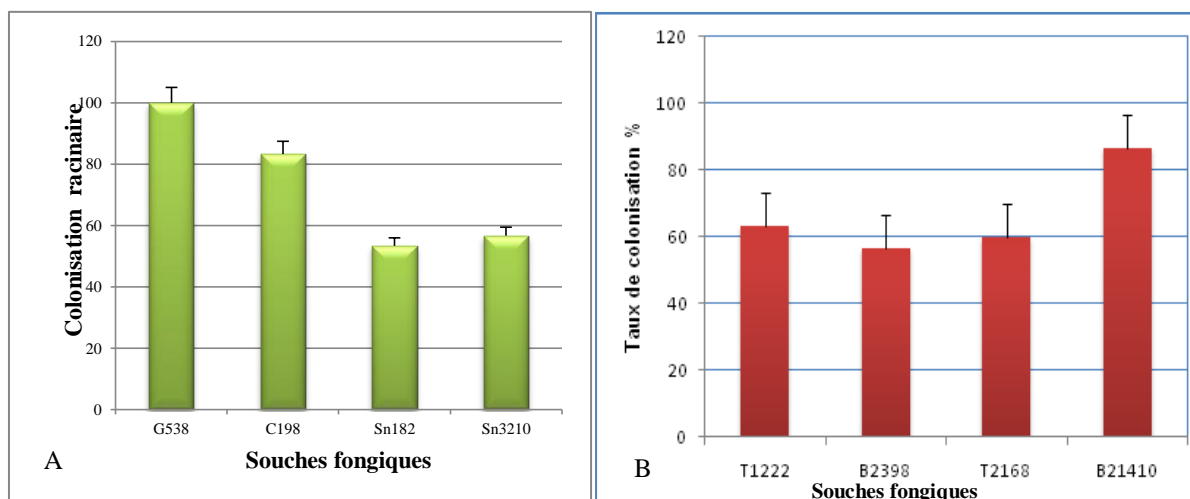 Colonisation racinaire
120
100
80
60
40
20
0
G538 C198 Sn182 Sn3210
A
Souches fongiques
Taux de colonisation %
120
100
80
60
40
20
0
T1222 B2398 T2168 B21410
B
Souches fongiques